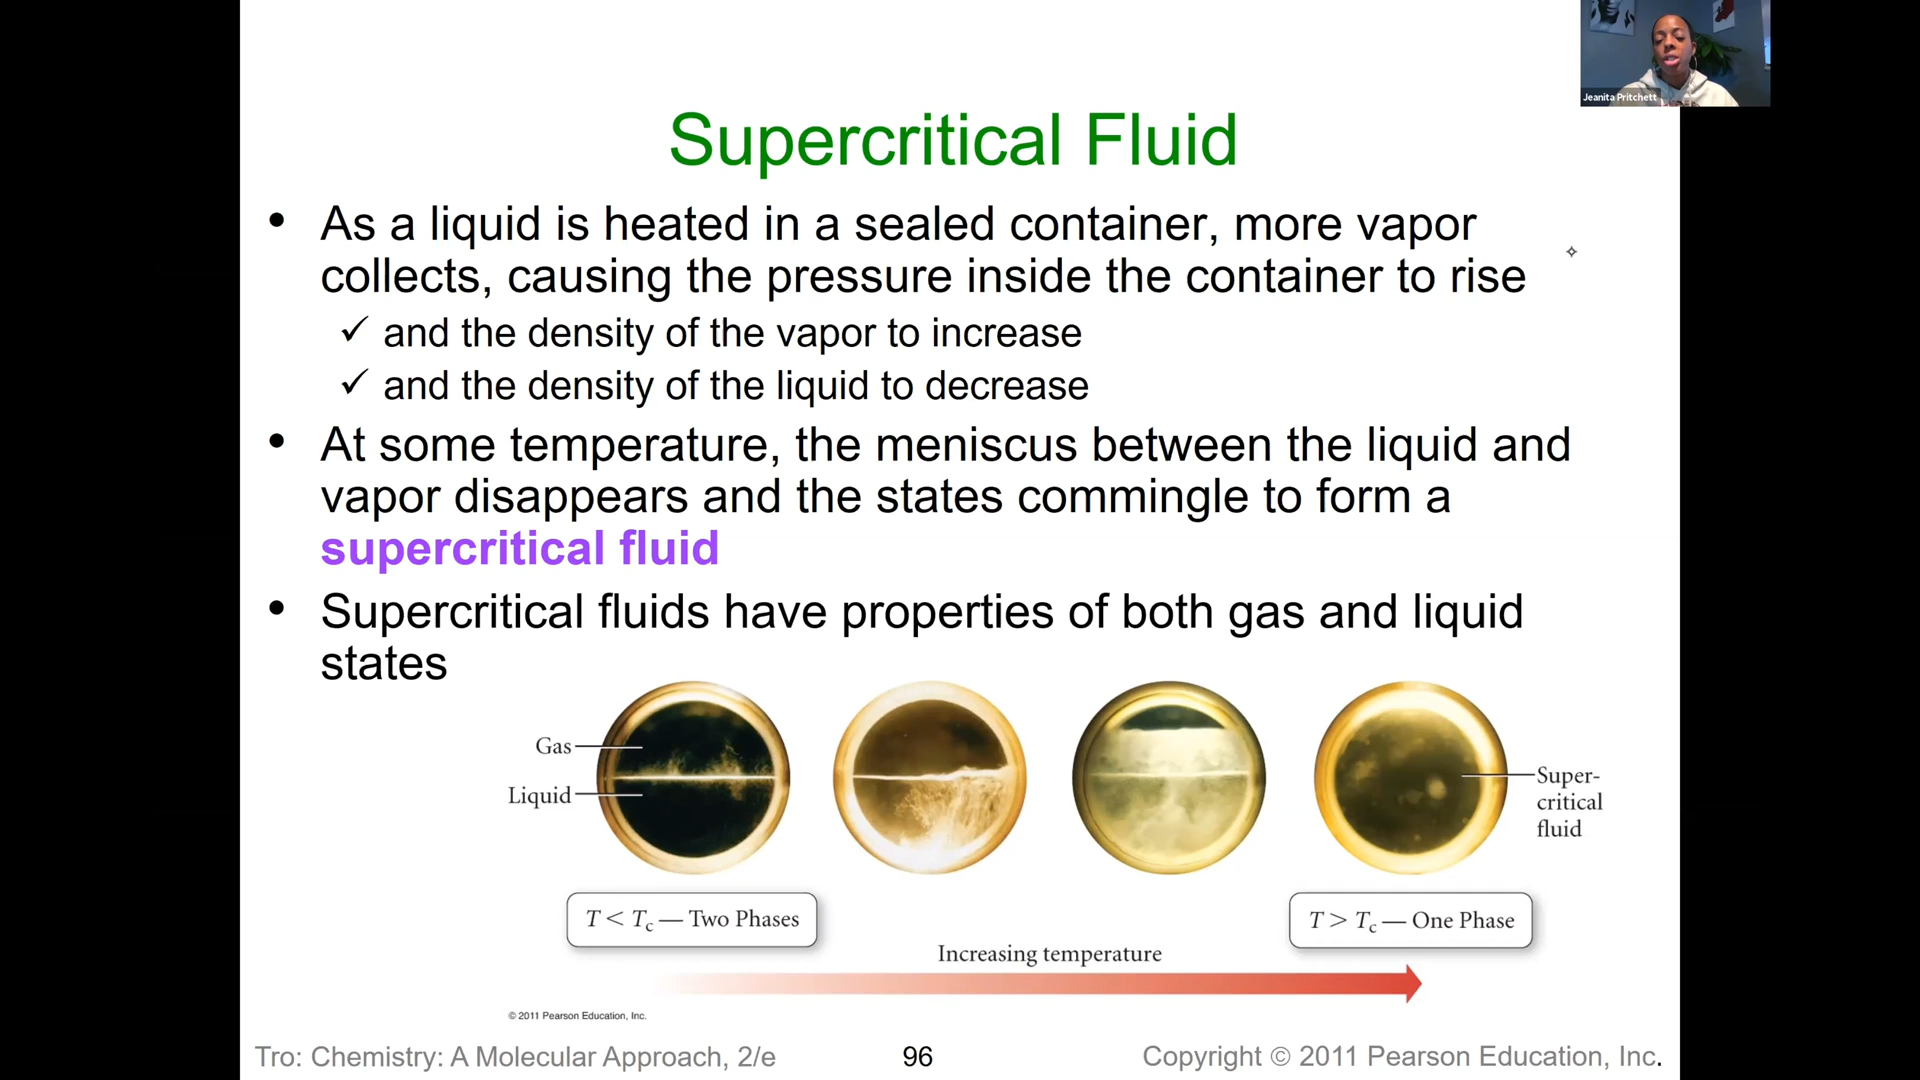 Jeanita Pritchett
Supercritical Fluid
• As a liquid is heated in a sealed container, more vapor
collects, causing the pressure inside the container to rise
✓ and the density of the vapor to increase
✓ and the density of the liquid to decrease
• At some temperature, the meniscus between the liquid and
vapor disappears and the states commingle to form a
supercritical fluid
• Supercritical fluids have properties of both gas and liquid
states
Gas
Liquid
Super-
critical
fluid
T < Tc — Two Phases
T > Tc — One Phase
Increasing temperature
© 2011 Pearson Education, Inc.
Tro: Chemistry: A Molecular Approach, 2/e
96
Copyright © 2011 Pearson Education, Inc.